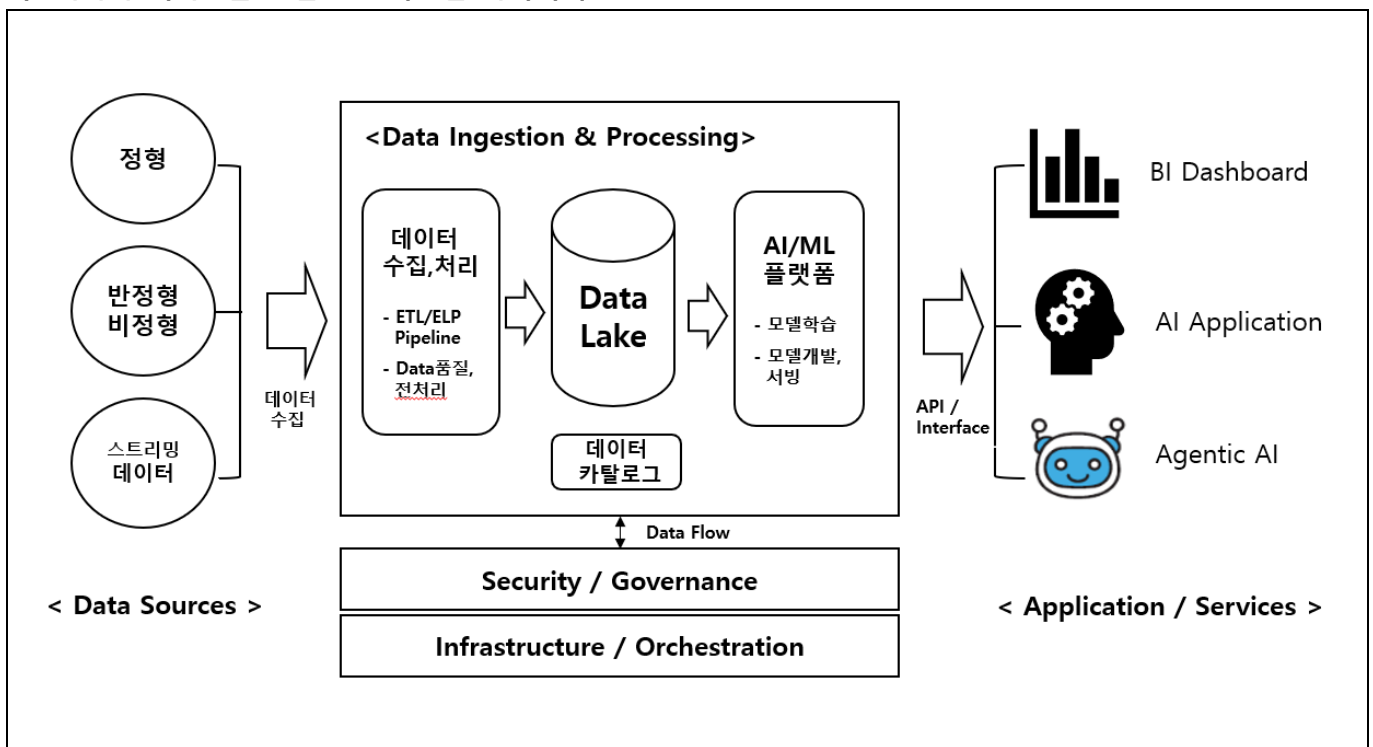 정형
반정형
비정형
스트리밍
데이터
데이터
수집
< Data Sources >
<Data Ingestion & Processing>
데이터
수집,처리
- ETL/ELP
Pipeline
- Data품질,
전처리
Data
Lake
데이터
카탈로그
AI/ML
플랫폼
- 모델학습
- 모델개발,
서빙
Data Flow
Security / Governance
Infrastructure / Orchestration
API /
Interface
BI Dashboard
AI Application
Agentic AI
< Application / Services >